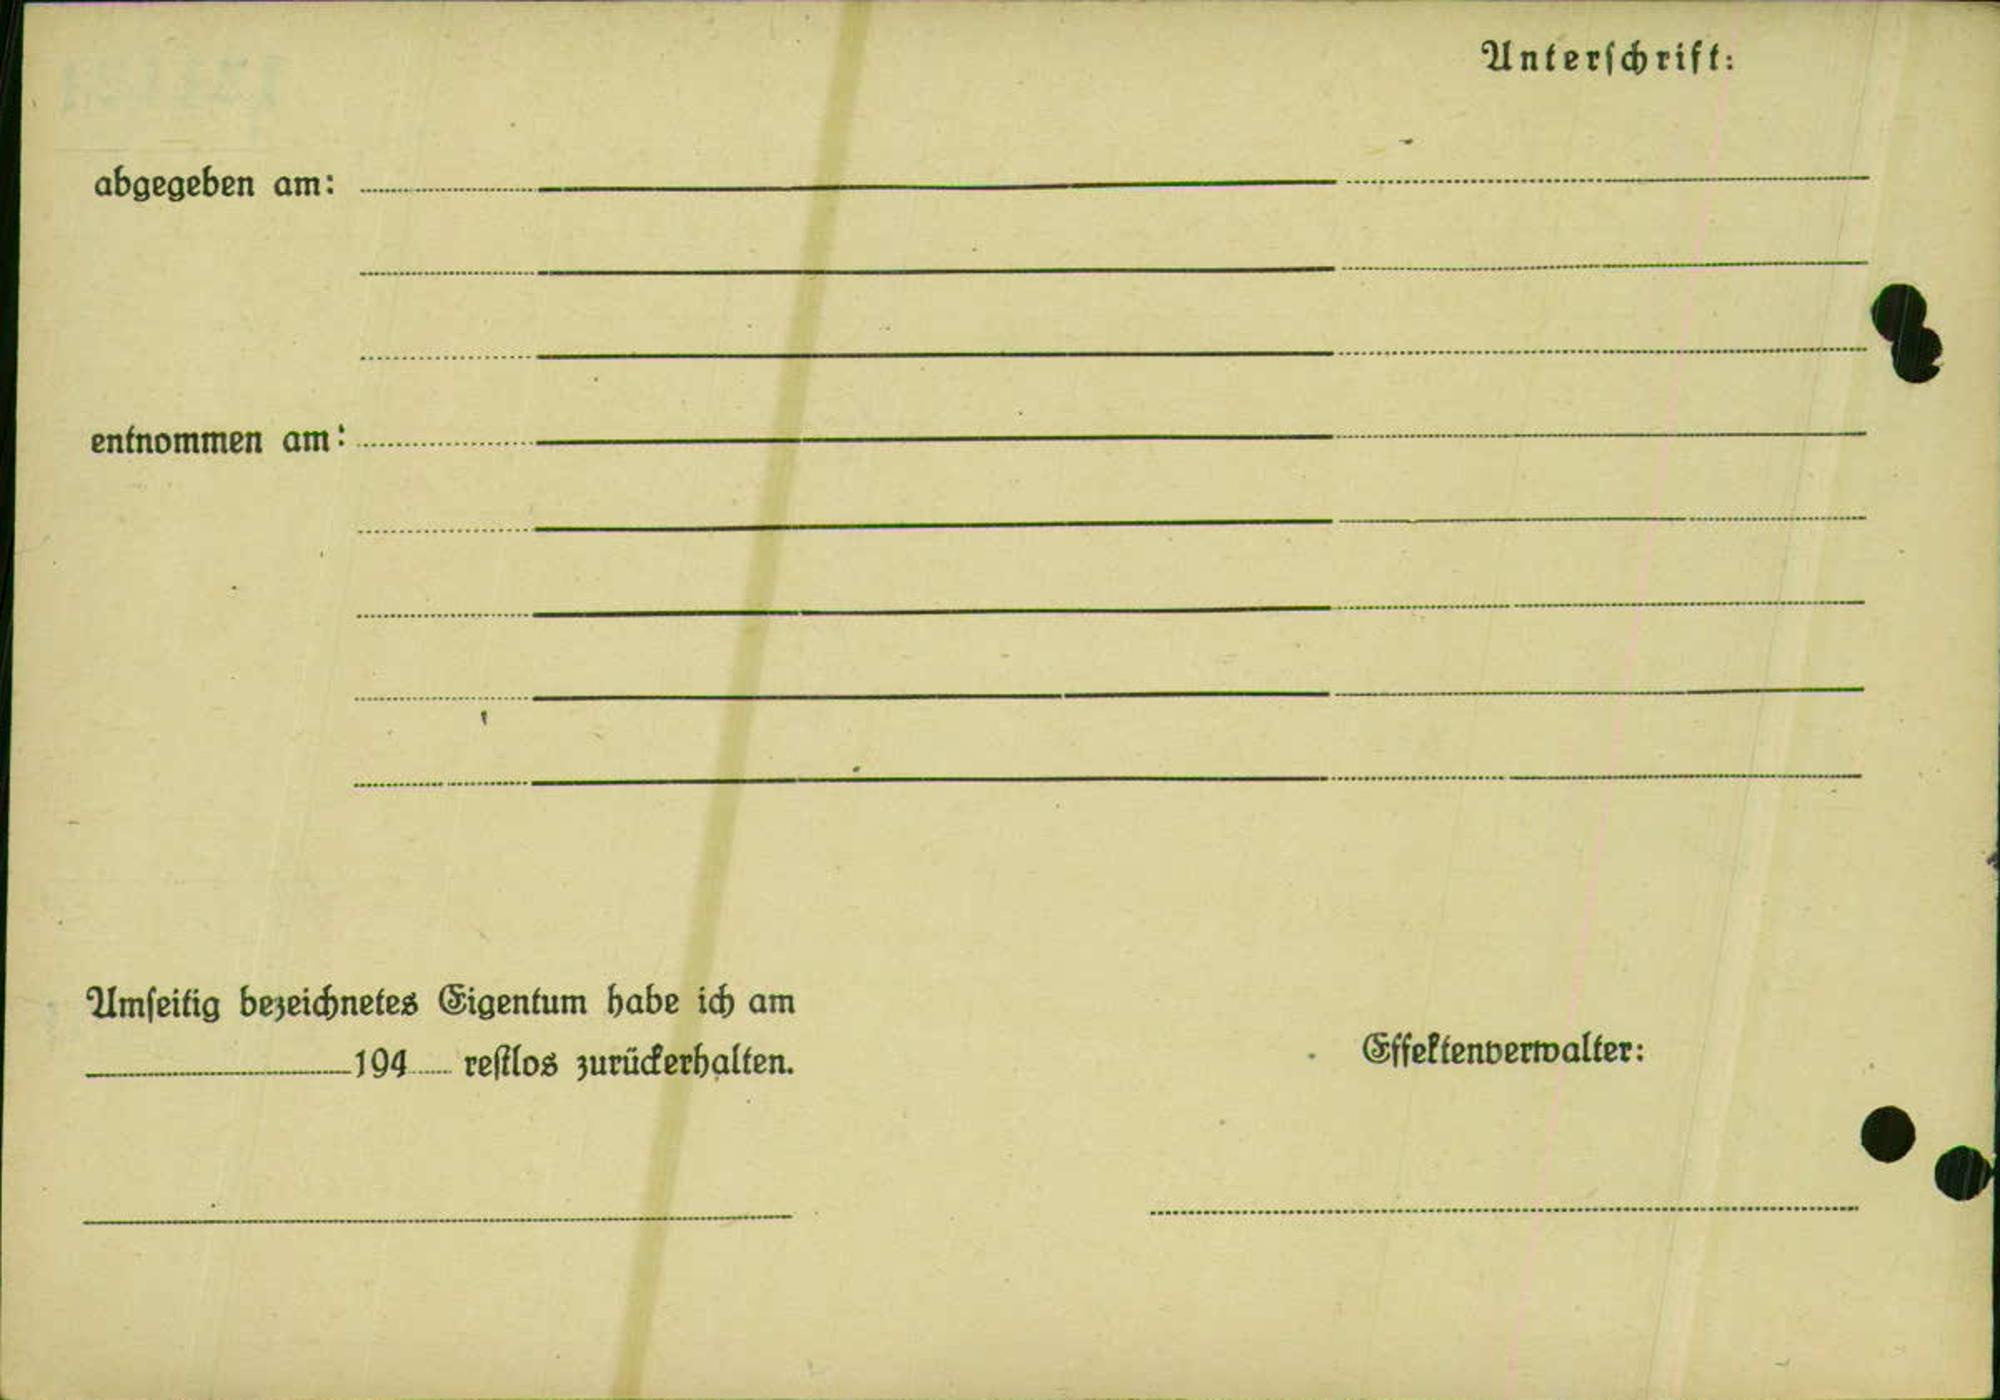 Unterschrift:
abgegeben am:
entnommen am:
Umseitig bezeichnetes Eigentum habe ich am
194 restlos zurückerhalten.
Effektenverwalter: